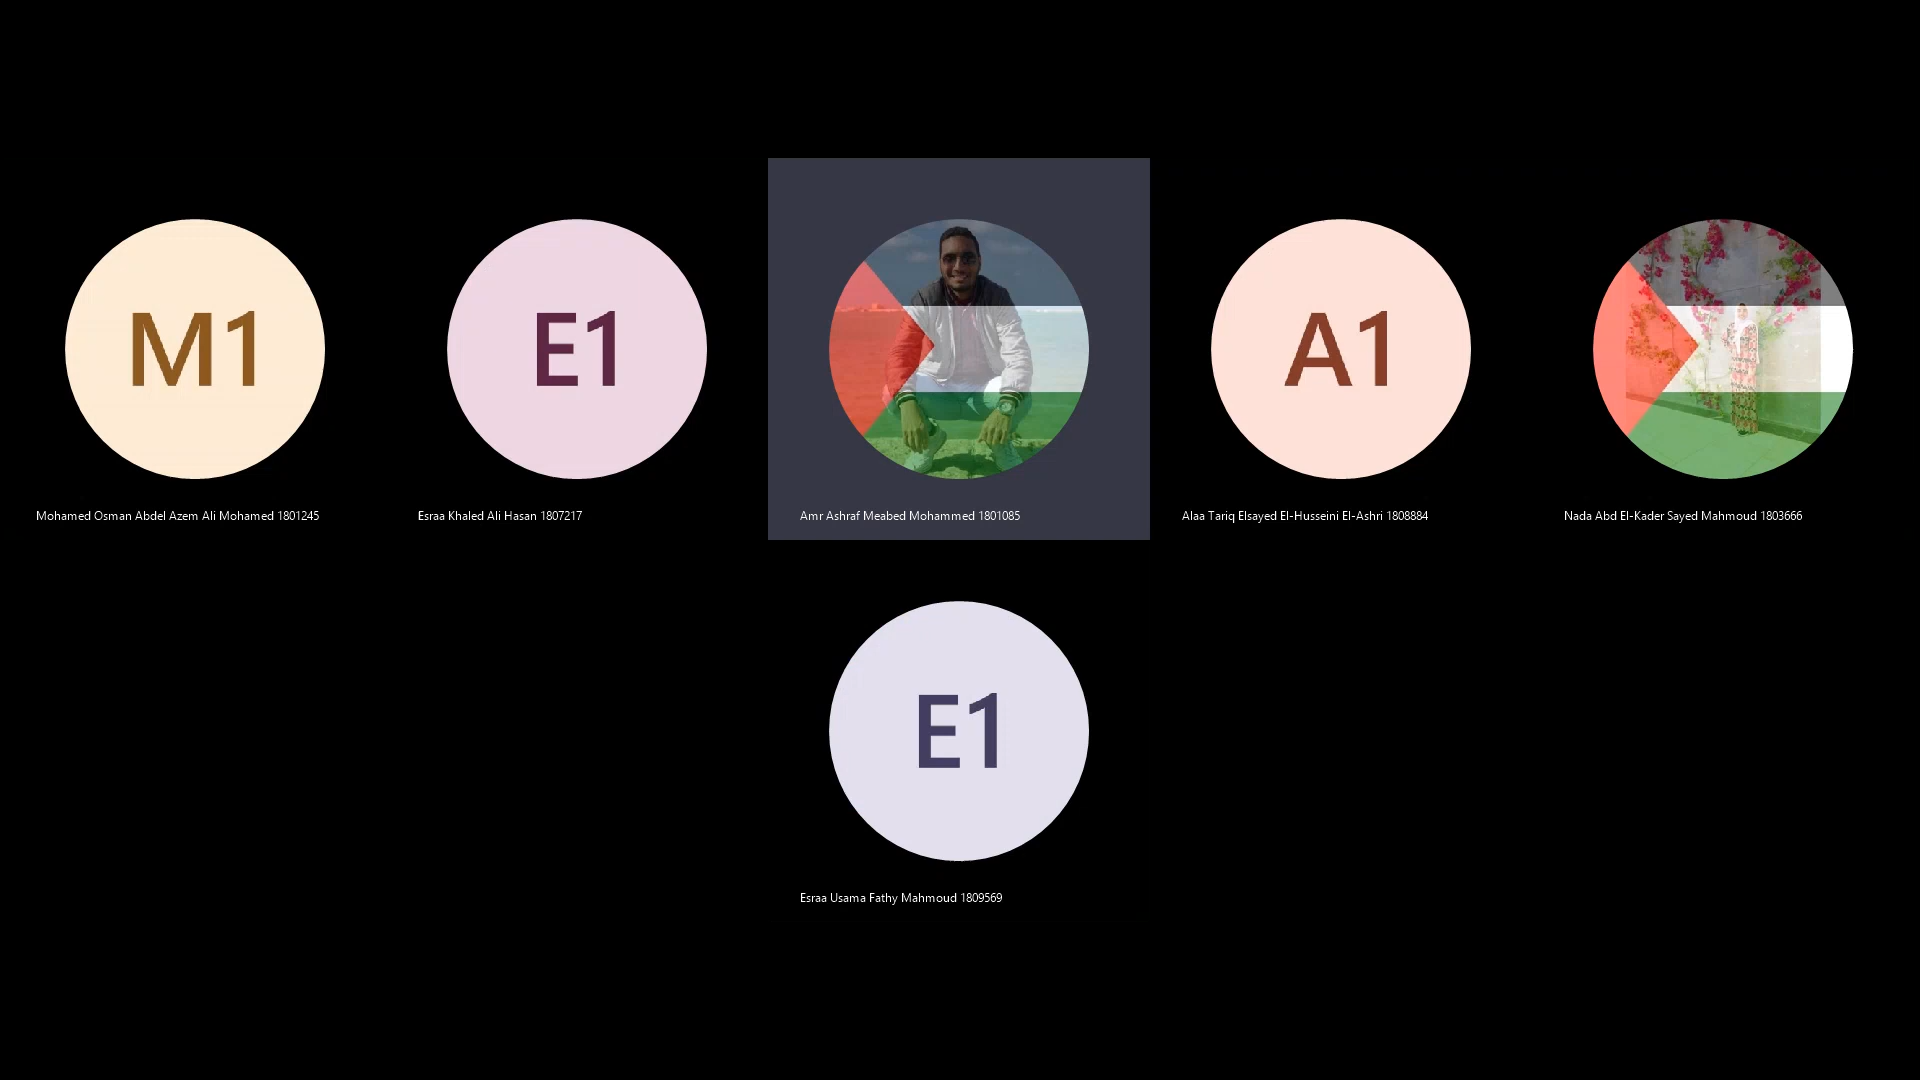 M1
E1
A1
Mohamed Osman Abdel Azem Ali Mohamed 1801245
Esraa Khaled Ali Hasan 1807217
Amr Ashraf Meabed Mohammed 1801085
Alaa Tariq Elsayed El-Husseini El-Ashri 1808884
Nada Abd El-Kader Sayed Mahmoud 1803666
E1
Esraa Usama Fathy Mahmoud 1809569